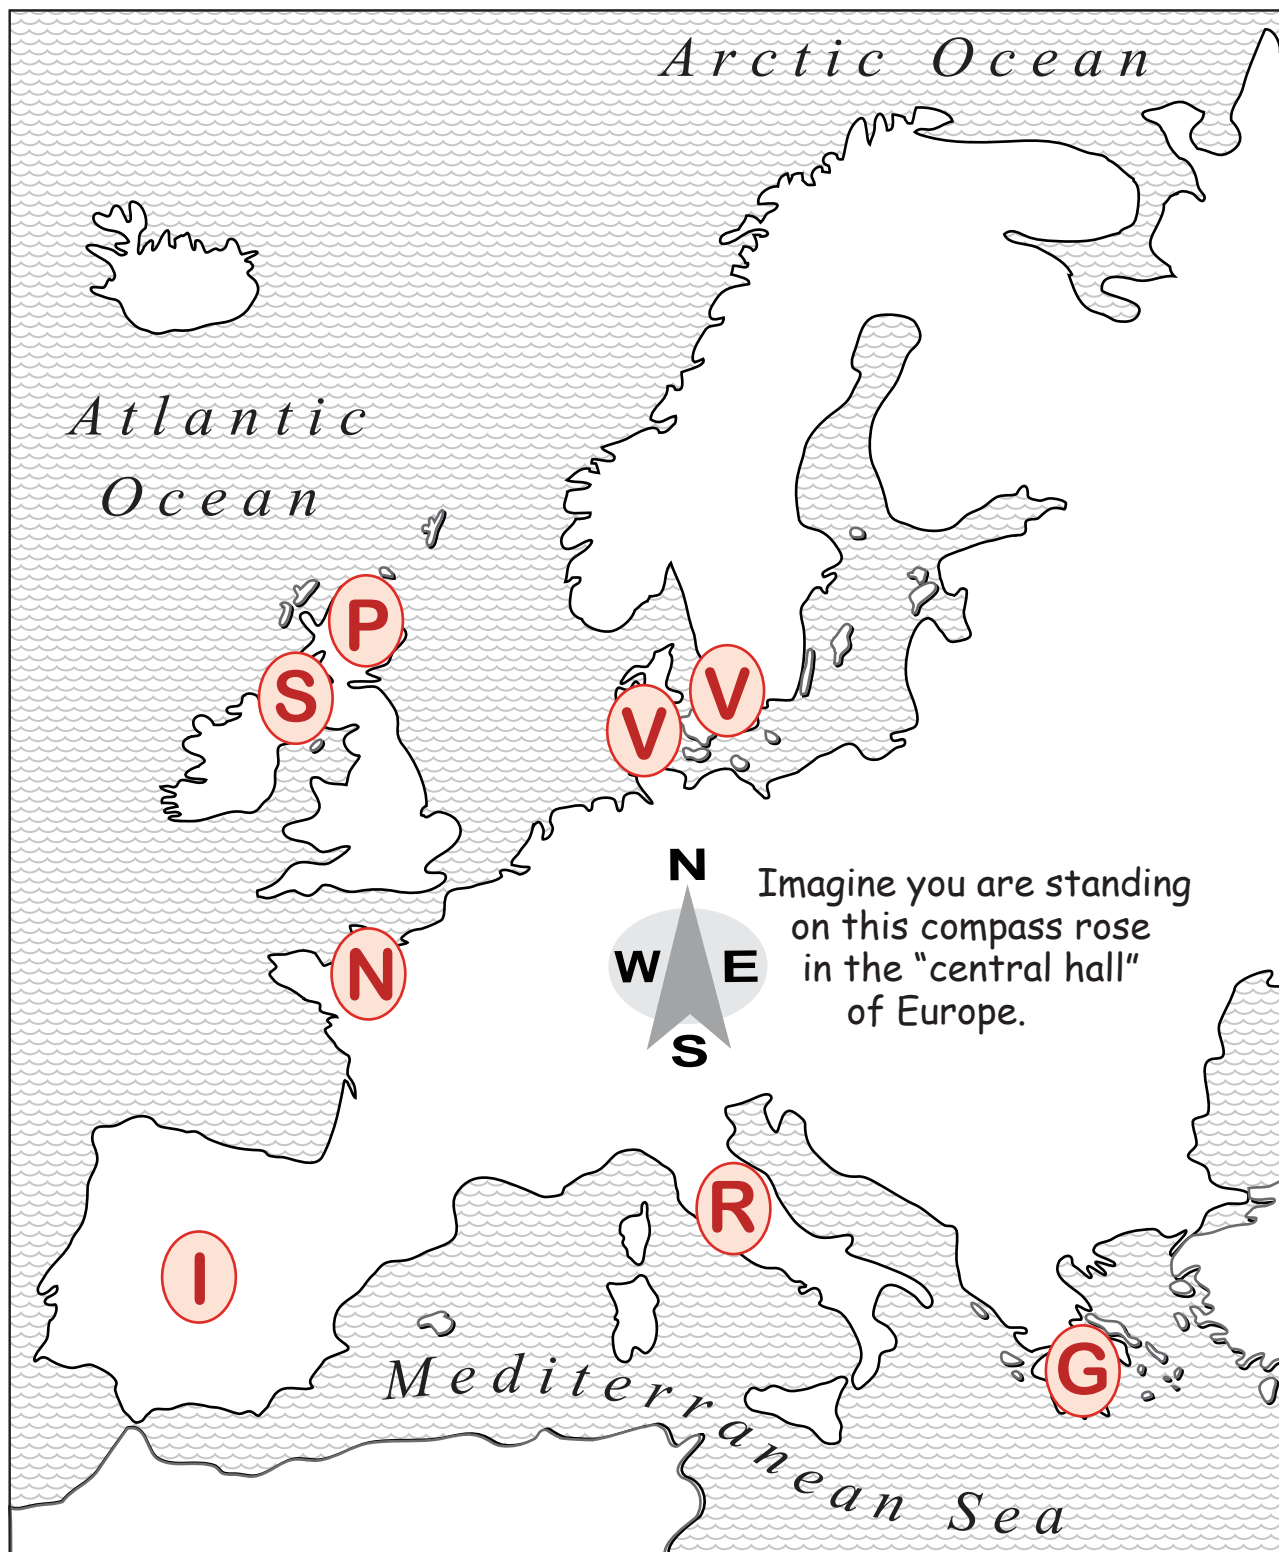 Arctic Ocean
Atlantic
Ocean
P
S
V
V
N
W E
S
Imagine you are standing
on this compass rose
in the “central hall”
of Europe.
N
R
I
G
Mediterranean Sea